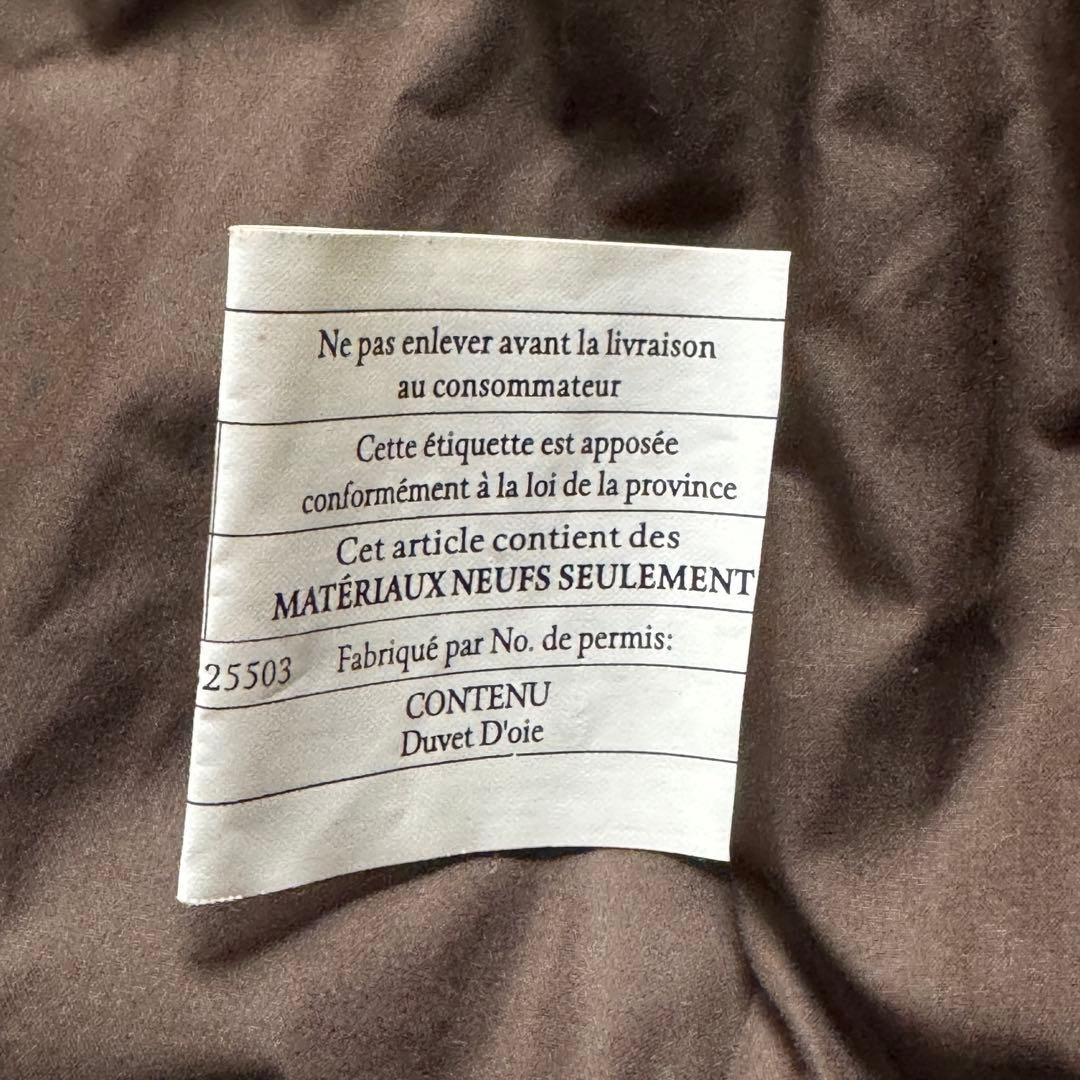 Ne pas enlever avant la livraison
au consommateur
Cette étiquette est apposée
conformément à la loi de la province
Cet article contient des
MATÉRIAUX NEUFS SEULEMENT
25503 Fabriqué par No. de permis:
CONTENU
Duvet D'oie